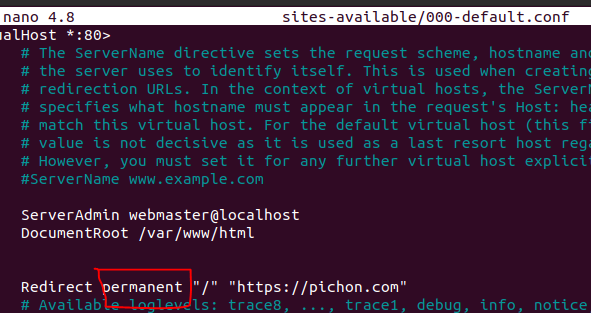 nano 4.8 sites-available/000-default.conf
ualHost *:80>
# The ServerName directive sets the request scheme, hostname and
# the server uses to identify itself. This is used when creating
# redirection URLs. In the context of virtual hosts, the ServerN
# specifies what hostname must appear in the request's Host: hea
# match this virtual host. For the default virtual host (this fi
# value is not decisive as it is used as a last resort host rega
# However, you must set it for any further virtual host explicit
#ServerName www.example.com
ServerAdmin webmaster@localhost
DocumentRoot /var/www/html
Redirect permanent "/" "https://pichon.com"
# Available loglevels: trace8, ..., trace1, debug, info, notice